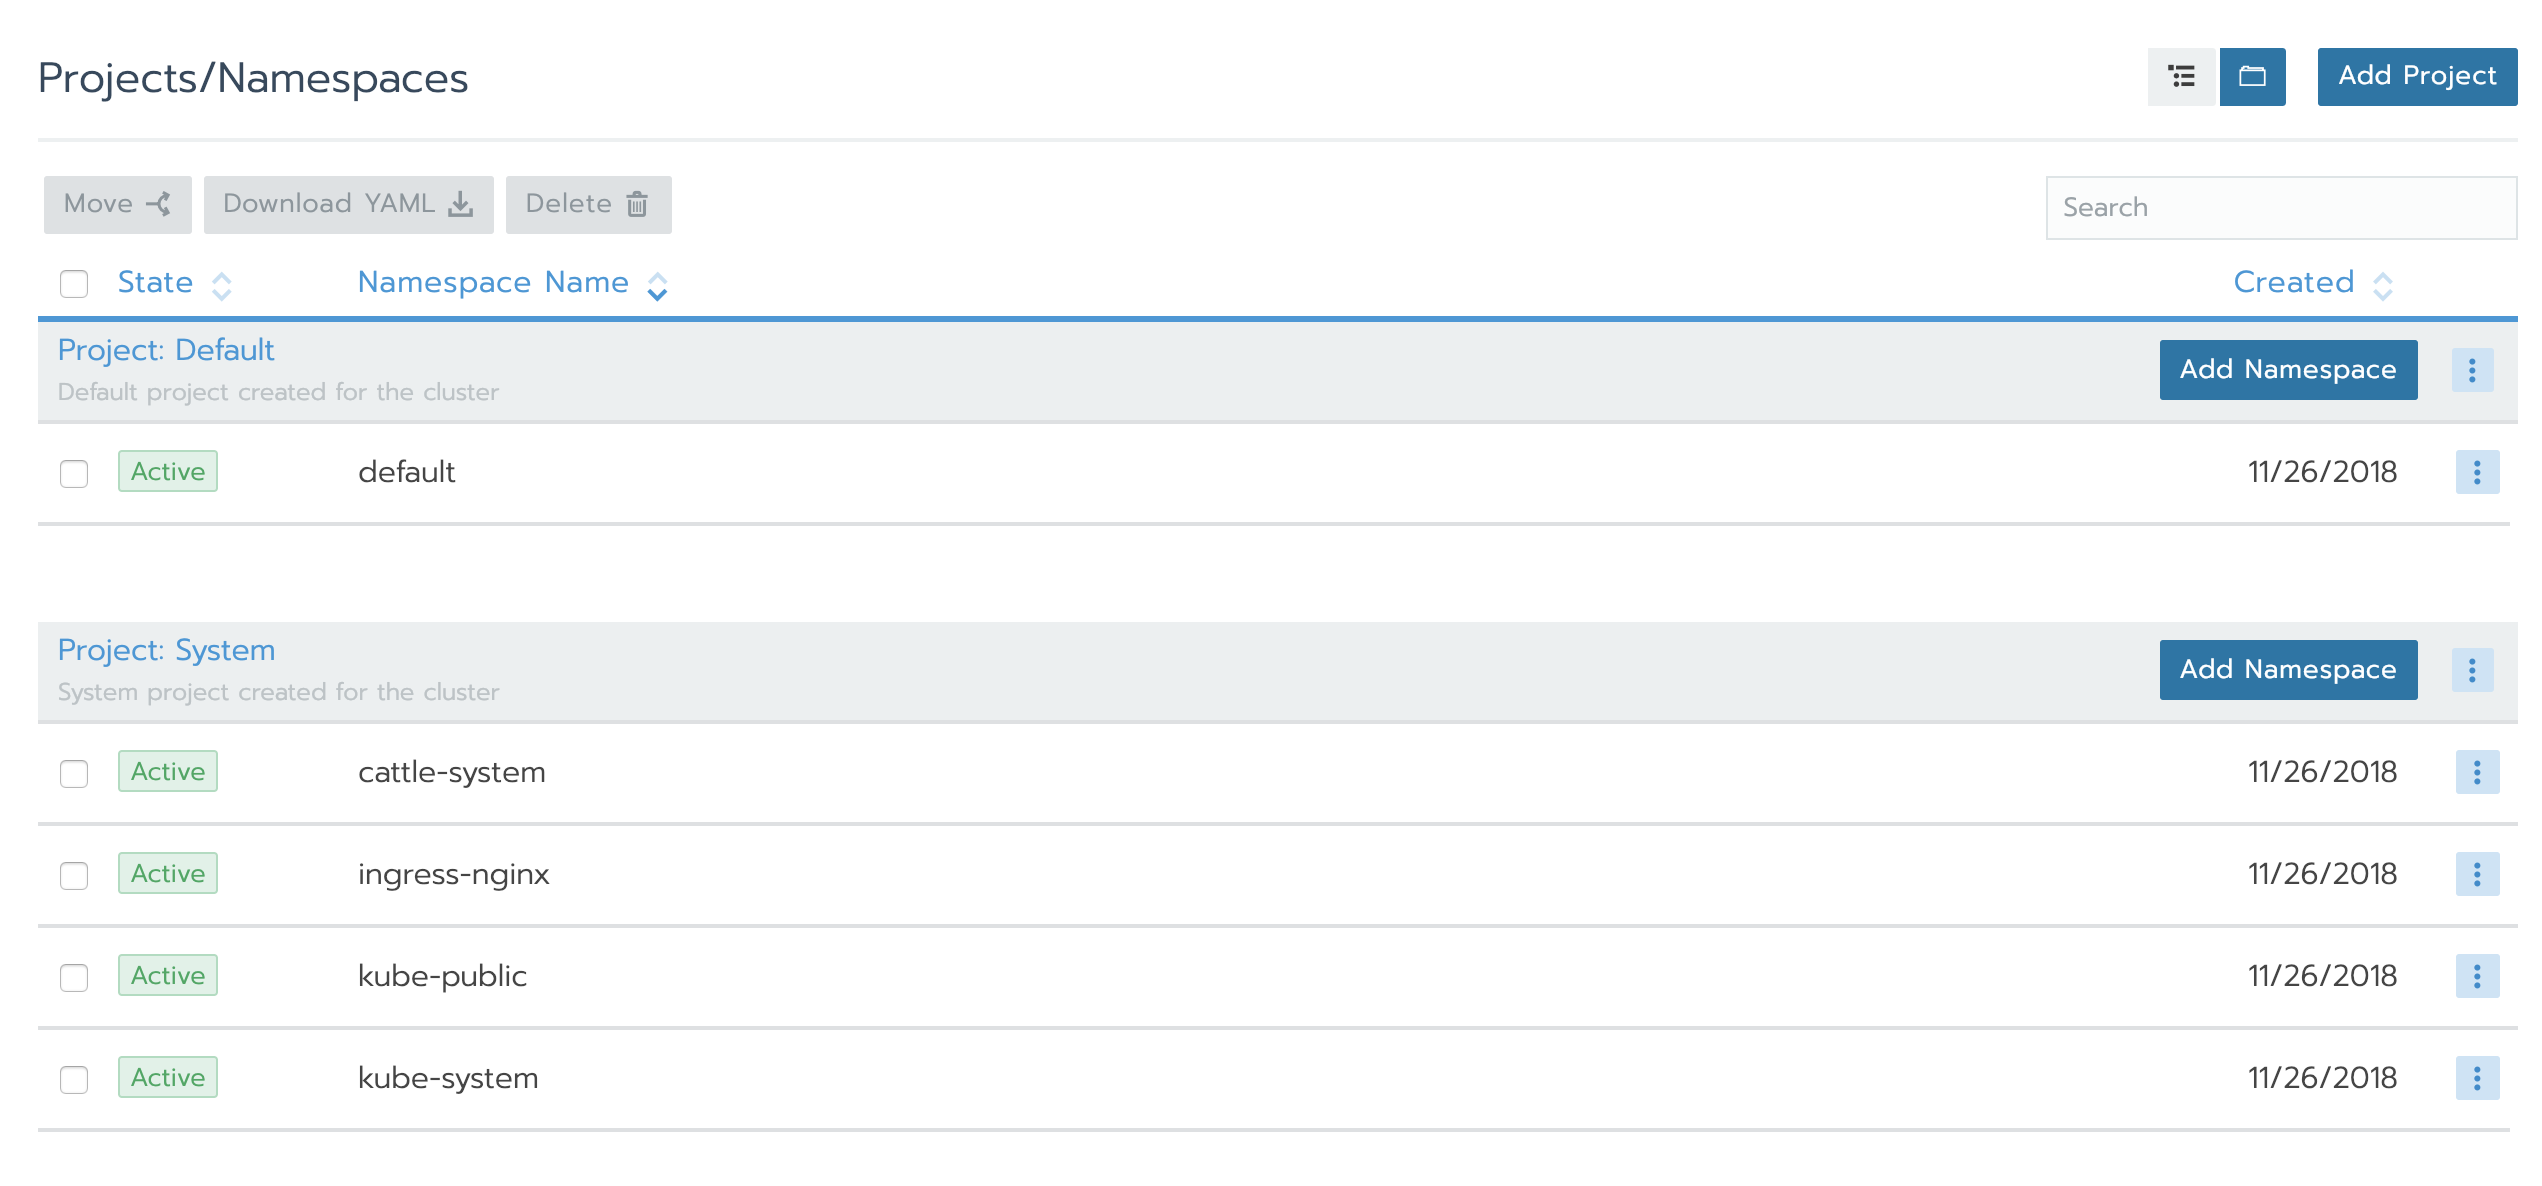 Projects/Namespaces
Add Project
Move
Download YAML
Delete
Search
State
Namespace Name
Created
Project: Default
Default project created for the cluster
Add Namespace
Active default 11/26/2018
Project: System
System project created for the cluster
Add Namespace
Active cattle-system 11/26/2018
Active ingress-nginx 11/26/2018
Active kube-public 11/26/2018
Active kube-system 11/26/2018